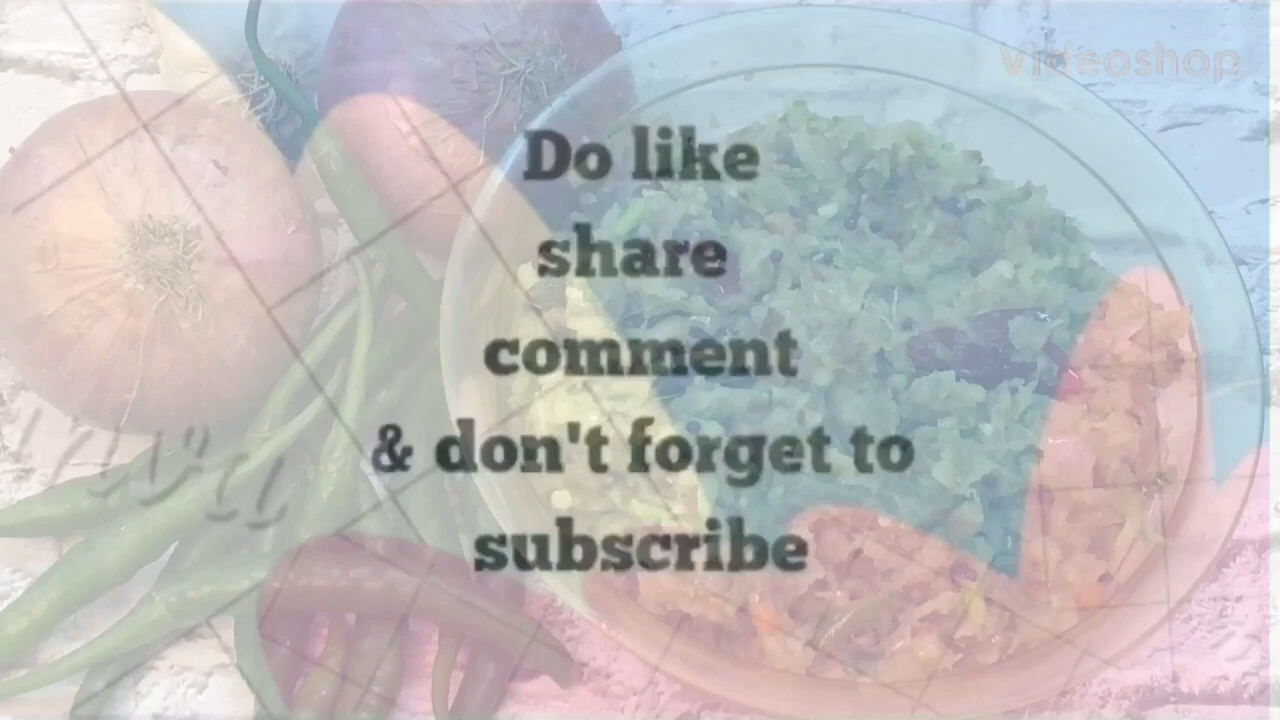 Videoshop
Do like
share
comment
& don't forget to
subscribe